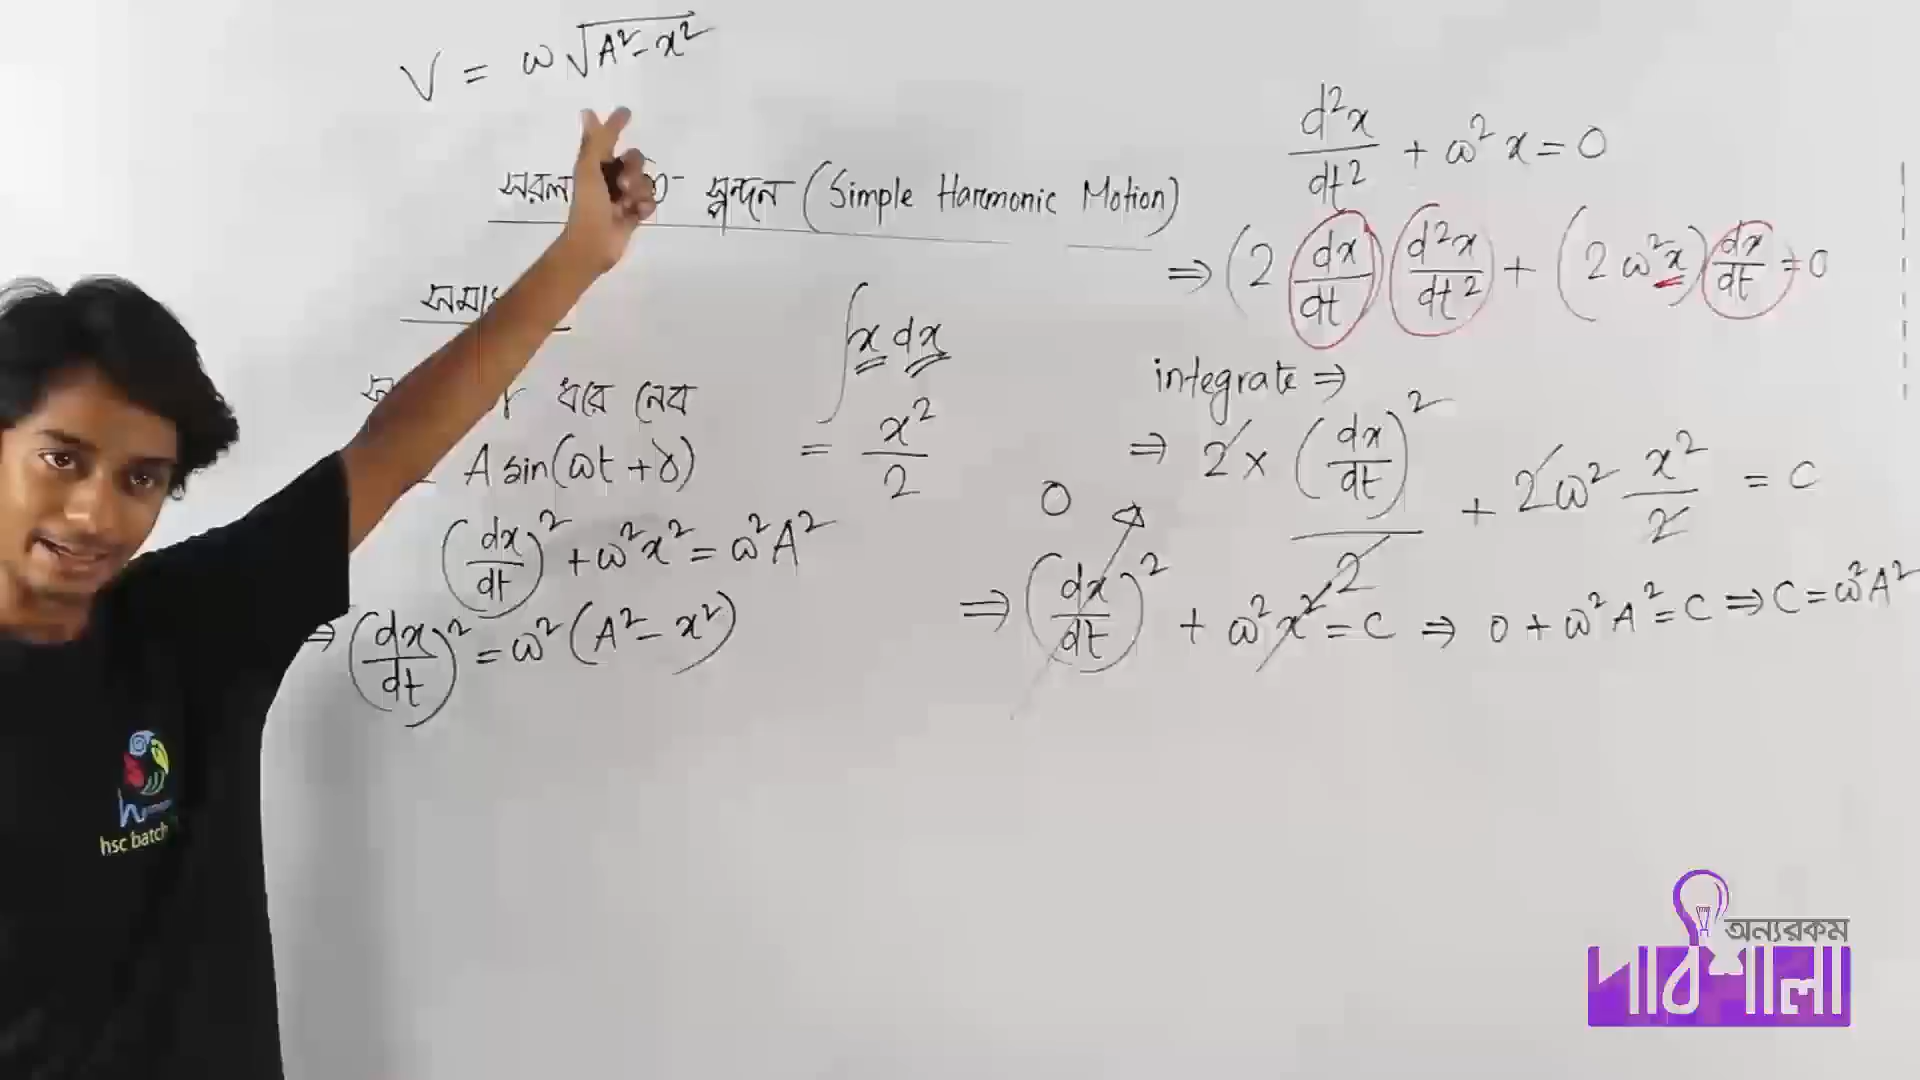 V = ω√(A² - x²)
সরল স্পন্দন (Simple Harmonic Motion)
ধরে নেব
A sin(ωt + δ)
(dx/dt)² + ω²x² = ω²A²
⇒ (dx/dt)² = ω² (A² - x²)
∫x dx
= x²/2
d²x/dt² + ω² x = 0
⇒ (2 dx/dt) d²x/dt² + (2 ω²x) dx/dt = 0
integrate ⇒
⇒ 2 × (dx/dt)²/2 + 2ω² x²/2 = C
0
⇒ (dx/dt)² + ω²x² = C ⇒ 0 + ω²A² = C ⇒ C = ω²A²
hsc batch
অন্যরকম
পাঠশালা